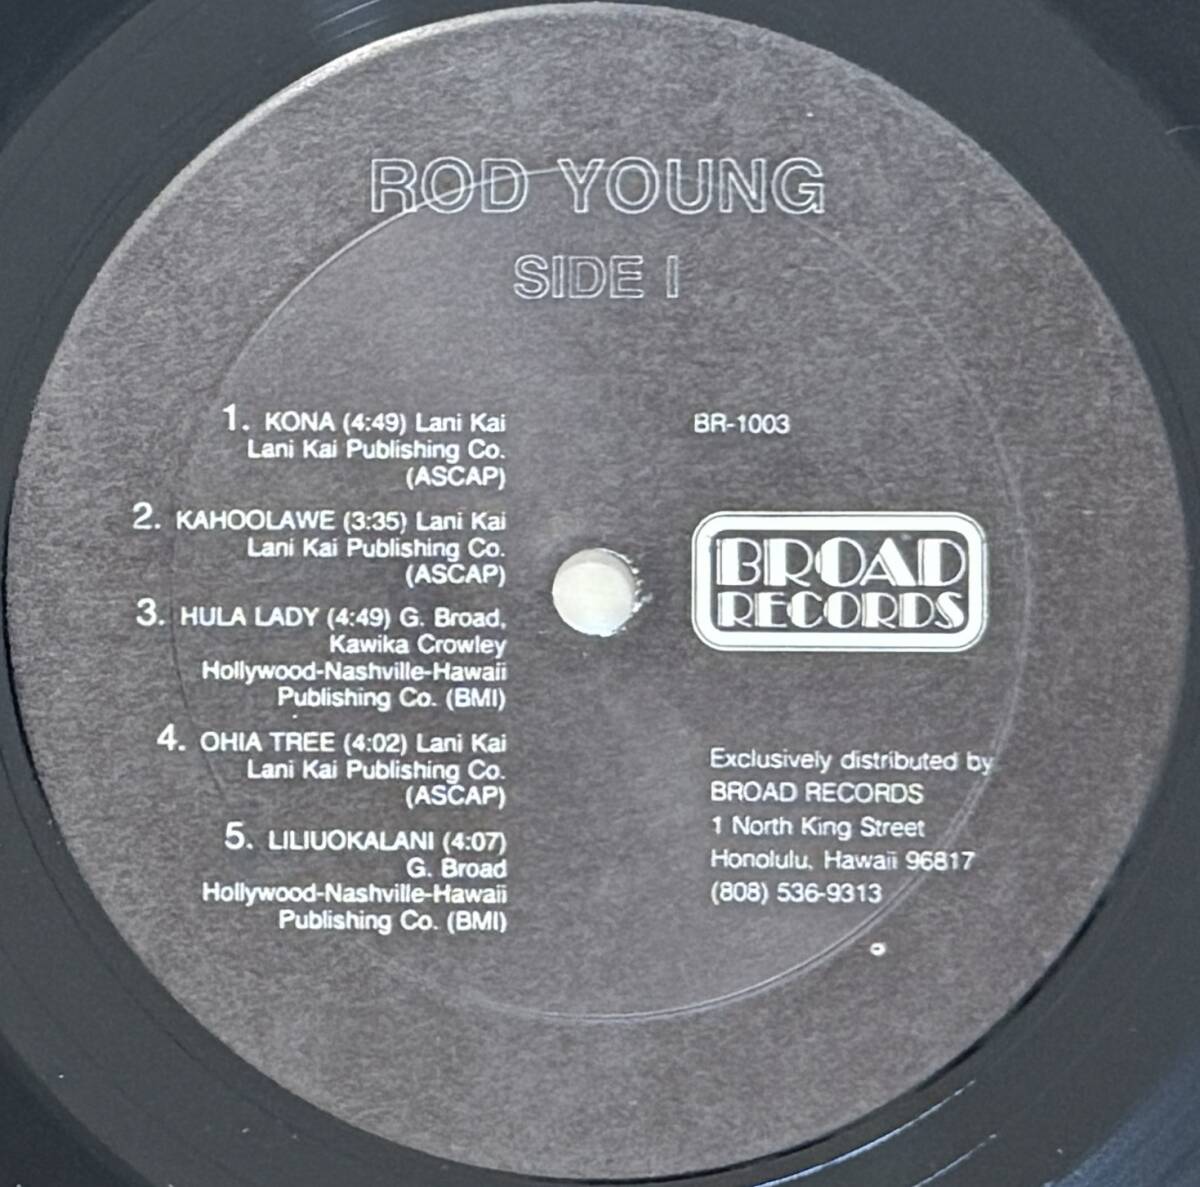 ROD YOUNG
SIDE I
1. KONA (4:49) Lani Kai
Lani Kai Publishing Co.
(ASCAP)
2. KAHOOLAWE (3:35) Lani Kai
Lani Kai Publishing Co.
(ASCAP)
3. HULA LADY (4:49) G. Broad,
Kawika Crowley
Hollywood-Nashville-Hawaii
Publishing Co. (BMI)
4. OHIA TREE (4:02) Lani Kai
Lani Kai Publishing Co.
(ASCAP)
5. LILIUOKALANI (4:07)
G. Broad
Hollywood-Nashville-Hawaii
Publishing Co. (BMI)
BR-1003
BROAD
RECORDS
Exclusively distributed by
BROAD RECORDS
1 North King Street
Honolulu, Hawaii 96817
(808) 536-9313